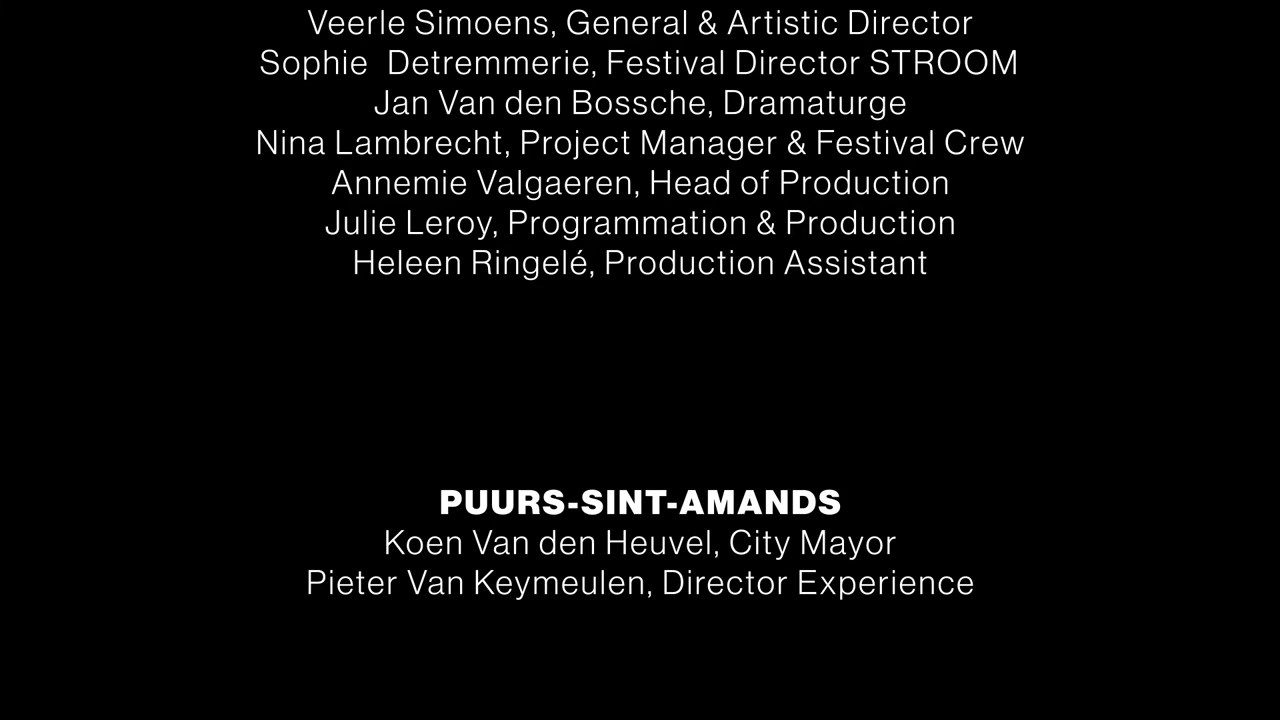 Veerle Simoens, General & Artistic Director
Sophie  Detremmerie, Festival Director STROOM
Jan Van den Bossche, Dramaturge
Nina Lambrecht, Project Manager & Festival Crew
Annemie Valgaeren, Head of Production
Julie Leroy, Programmation & Production
Heleen Ringelé, Production Assistant
PUURS-SINT-AMANDS
Koen Van den Heuvel, City Mayor
Pieter Van Keymeulen, Director Experience